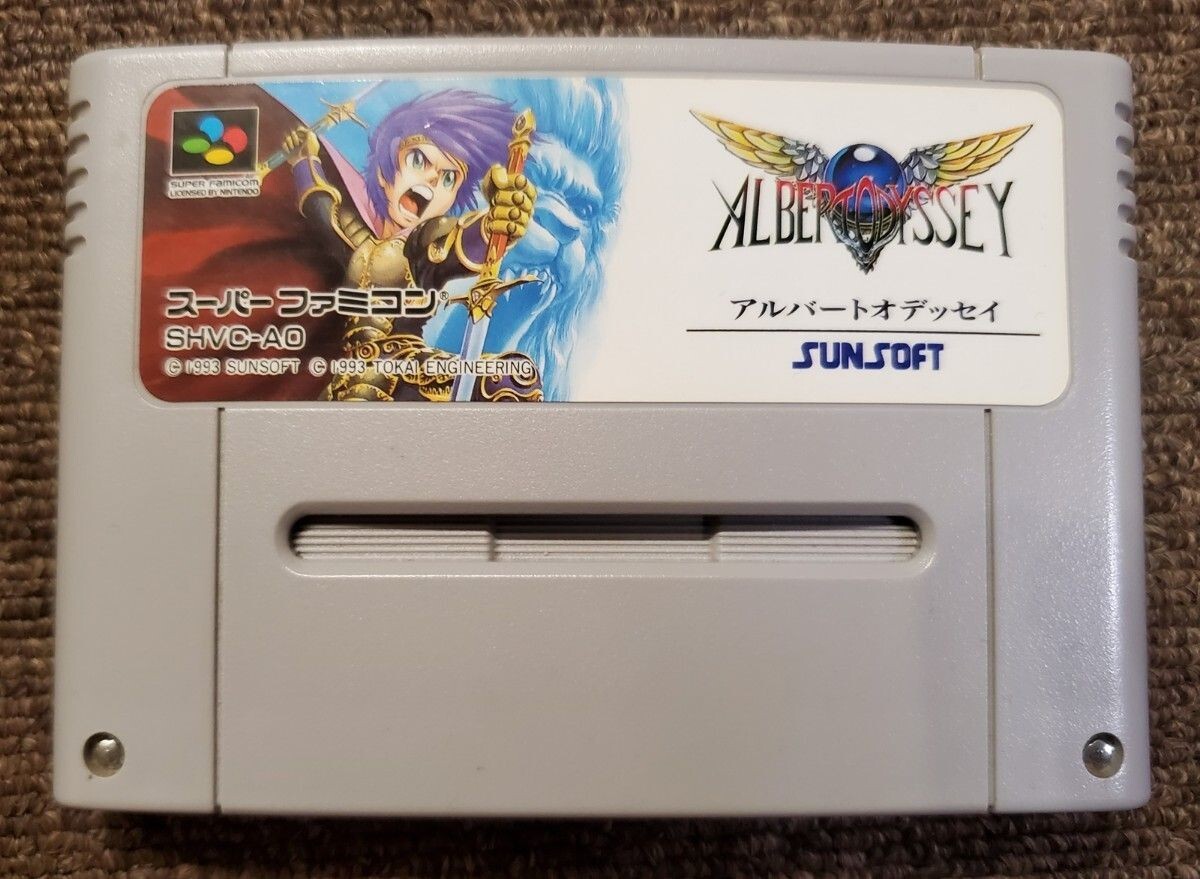 SUPER FAMICOM
LICENSED BY NINTENDO
スーパーファミコン®
SHVC-AO
© 1993 SUNSOFT © 1993 TOKAI ENGINEERING
ALBERT ODYSSEY
アルバートオデッセイ
SUNSOFT